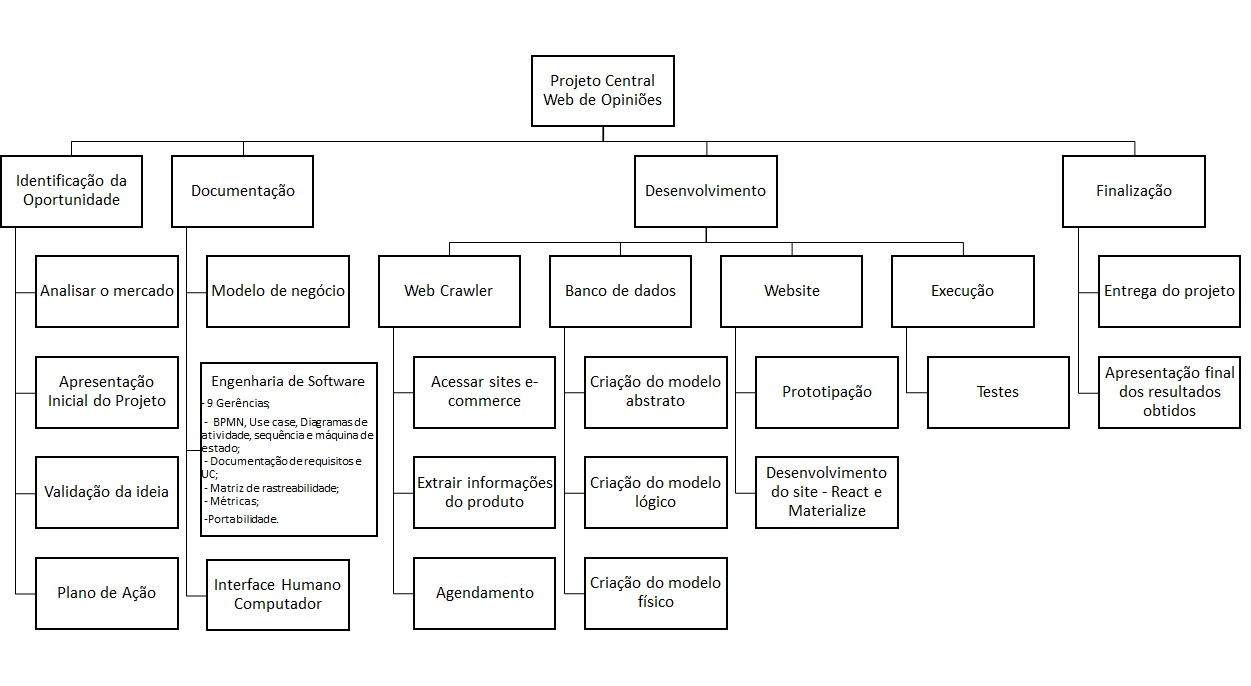 Projeto Central
Web de Opiniões
Identificação da
Oportunidade
Documentação
Desenvolvimento
Finalização
Analisar o mercado
Modelo de negócio
Web Crawler
Banco de dados
Website
Execução
Entrega do projeto
Apresentação
Inicial do Projeto
Engenharia de Software
- 9 Gerências;
- BPMN, Use case, Diagramas de
atividade, sequência e máquina de
estado;
- Documentação de requisitos e
UC;
- Matriz de rastreabilidade;
- Métricas;
-Portabilidade.
Acessar sites e-
commerce
Criação do modelo
abstrato
Prototipação
Testes
Apresentação final
dos resultados
obtidos
Validação da ideia
Extrair informações
do produto
Criação do modelo
lógico
Desenvolvimento
do site - React e
Materialize
Plano de Ação
Interface Humano
Computador
Agendamento
Criação do modelo
físico